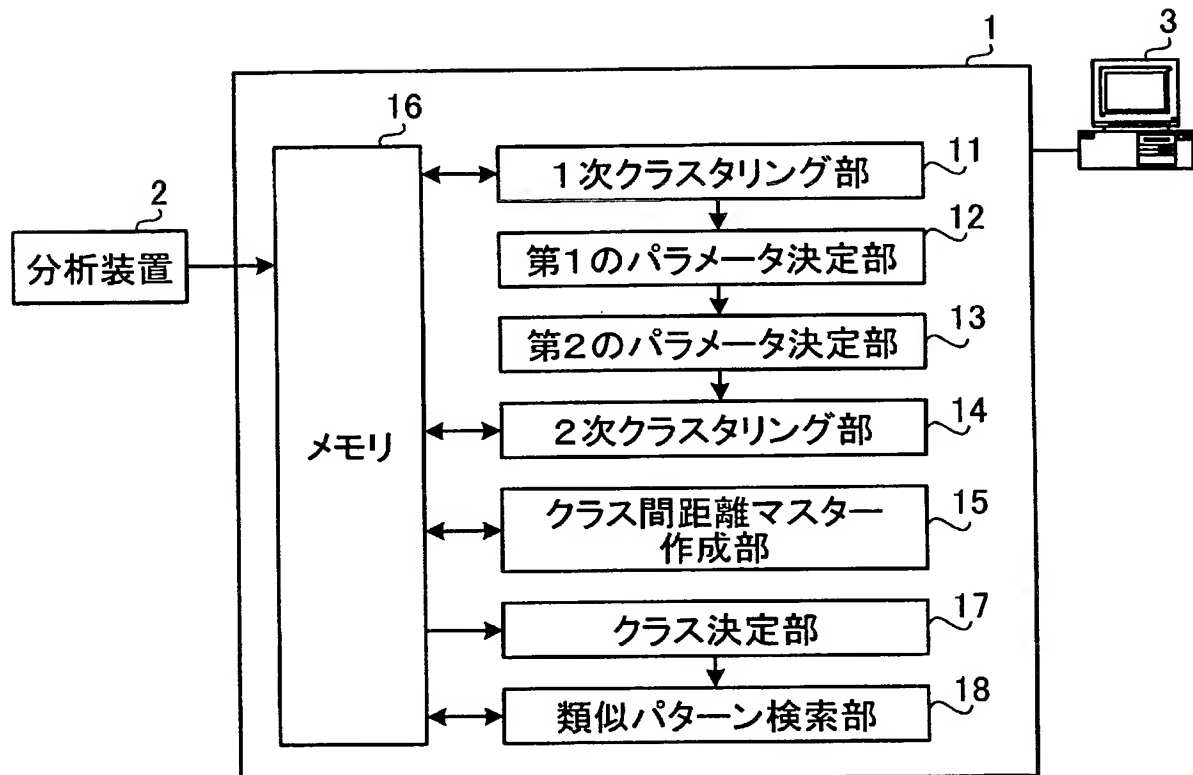 1
3
16
11
1次クラスタリング部
2
分析装置
12
第1のパラメータ決定部
13
第2のパラメータ決定部
14
2次クラスタリング部
メモリ
15
クラス間距離マスター
作成部
17
クラス決定部
18
類似パターン検索部